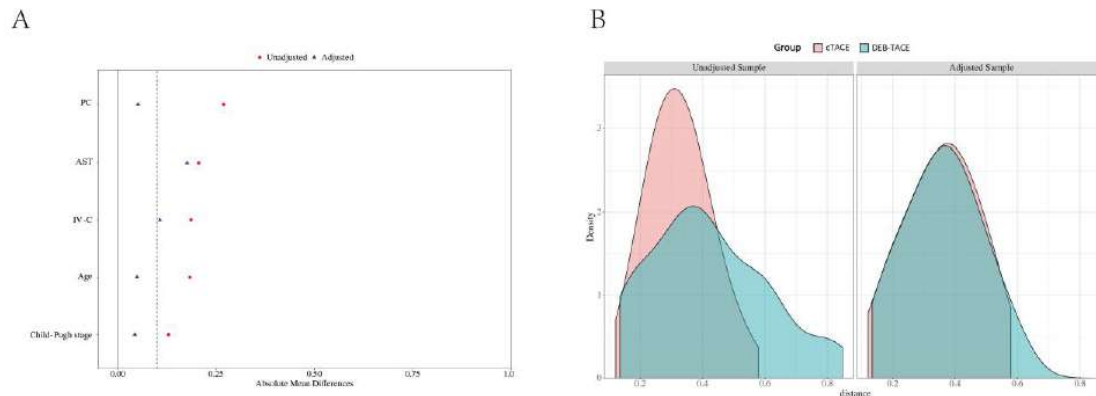 A
Unadjusted Adjusted
PC
AST
IV-C
Age
Child-Pugh stage
0.00 0.25 0.50 0.75 1.0
Absolute Mean Differences
B
Group cTACE DEB-TACE
Unadjusted Sample Adjusted Sample
3
2
1
0
Density
0.2 0.4 0.6 0.8 0.2 0.4 0.6 0.8
distance